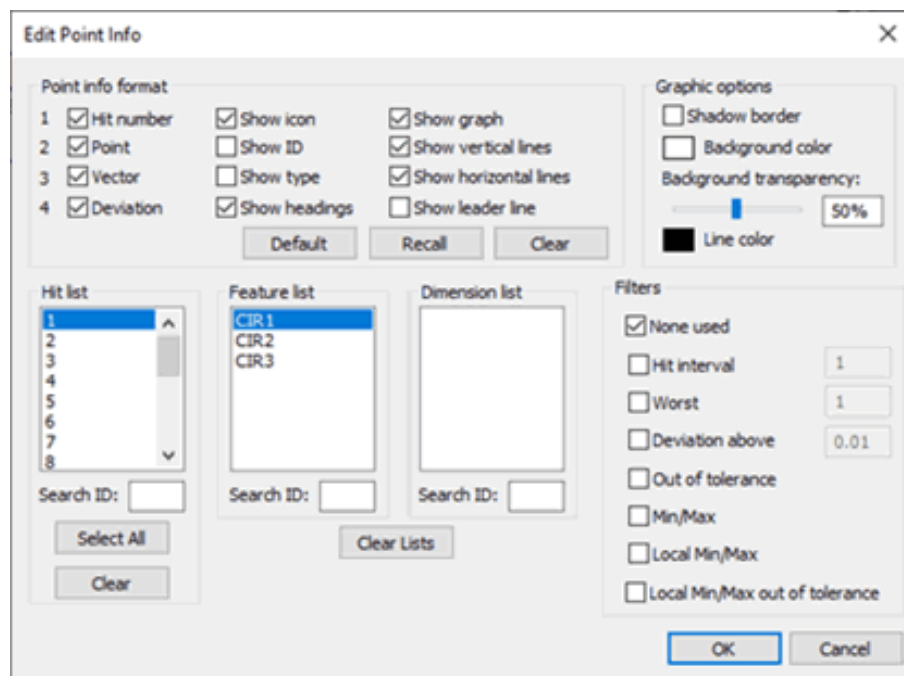 Edit Point Info
Point info format
1 Hit number Show icon Show graph
2 Point Show ID Show vertical lines
3 Vector Show type Show horizontal lines
4 Deviation Show headings Show leader line
Default Recall Clear
Graphic options
Shadow border
Background color
Background transparency:
50%
Line color
Hit list
1
2
3
4
5
6
7
8
Search ID:
Select All
Clear
Feature list
CIR1
CIR2
CIR3
Search ID:
Dimension list
Search ID:
Clear Lists
Filters
None used
Hit interval 1
Worst 1
Deviation above 0.01
Out of tolerance
Min/Max
Local Min/Max
Local Min/Max out of tolerance
OK Cancel